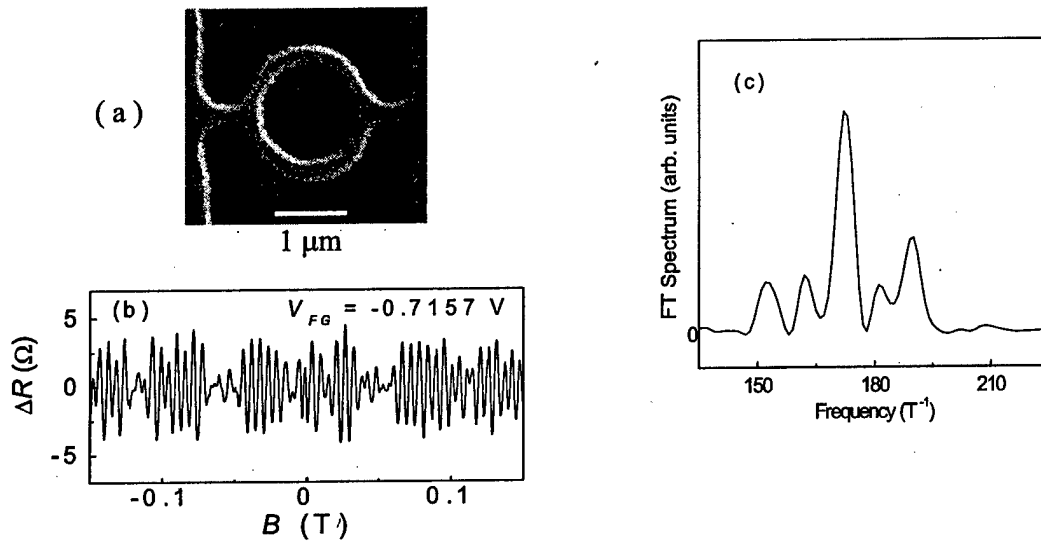 (a)
1 μm
(b) V_FG = -0.7157 V
ΔR (Ω)
5
0
-5
-0.1 0 0.1
B (T)
(c)
FT Spectrum (arb. units)
0
150 180 210
Frequency (T⁻¹)